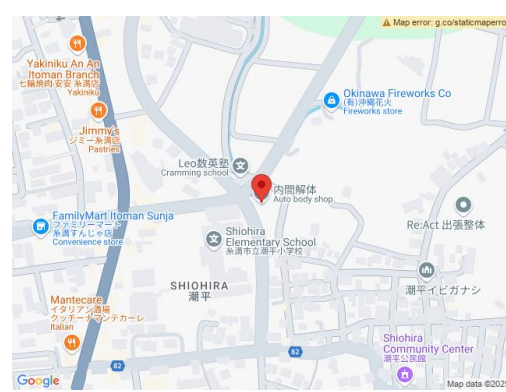 Map error: g.co/staticmaperro
Yakiniku An An
Itoman Branch
七輪焼肉・安安 糸満店
Yakiniku
Okinawa Fireworks Co
(有)沖縄花火
Fireworks store
Jimmy's
ジミー糸満店
Pastries
Leo数英塾
Cramming school
内間解体
Auto body shop
FamilyMart Itoman Sunja
ファミリーマート
糸満すんじゃ店
Convenience store
Re:Act 出張整体
Shiohira
Elementary School
糸満市立潮平小学校
SHIOHIRA
潮平
潮平イビガナシ
Mantecare
イタリアン酒場
クッチーナマンテカーレ
Italian
Shiohira
Community Center
潮平公民館
82
82
Google
Map data ©2025